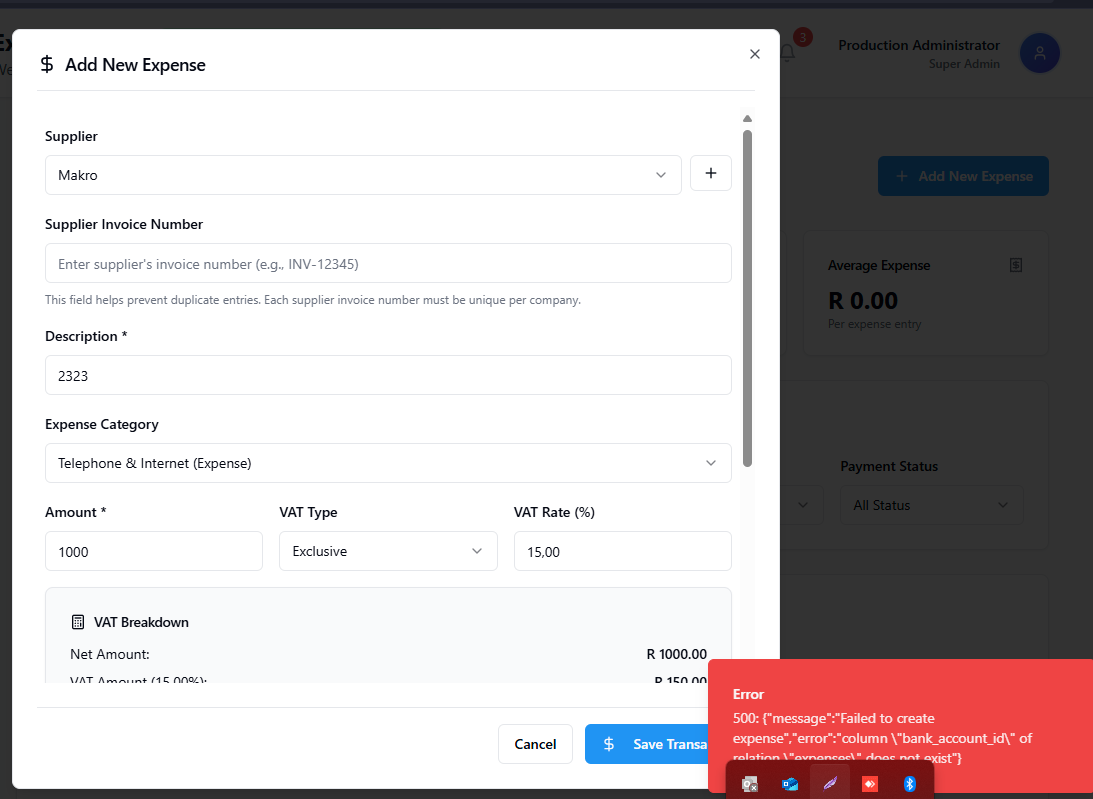 3
Production Administrator
Super Admin
$ Add New Expense
Supplier
Makro
+
Add New Expense
Supplier Invoice Number
Enter supplier's invoice number (e.g., INV-12345)
This field helps prevent duplicate entries. Each supplier invoice number must be unique per company.
Average Expense
R 0.00
Per expense entry
Description *
2323
Expense Category
Telephone & Internet (Expense)
Payment Status
All Status
Amount *
VAT Type
VAT Rate (%)
1000
Exclusive
15,00
VAT Breakdown
Net Amount:
R 1000.00
VAT Amount (15.00%):
R 150.00
Cancel
$ Save Transa
Error
500: {"message":"Failed to create
expense","error":"column \"bank_account_id\" of
relation \"expenses\" does not exist"}